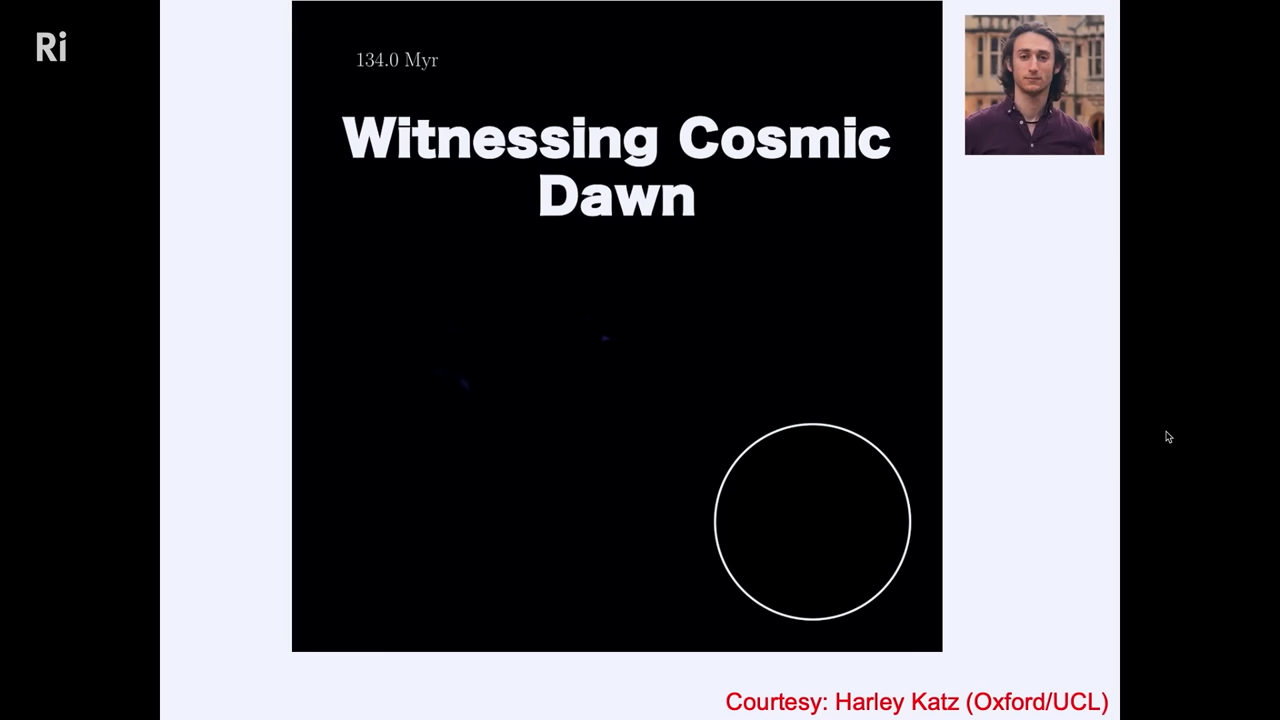 Ri
134.0 Myr
Witnessing Cosmic
Dawn
Courtesy: Harley Katz (Oxford/UCL)